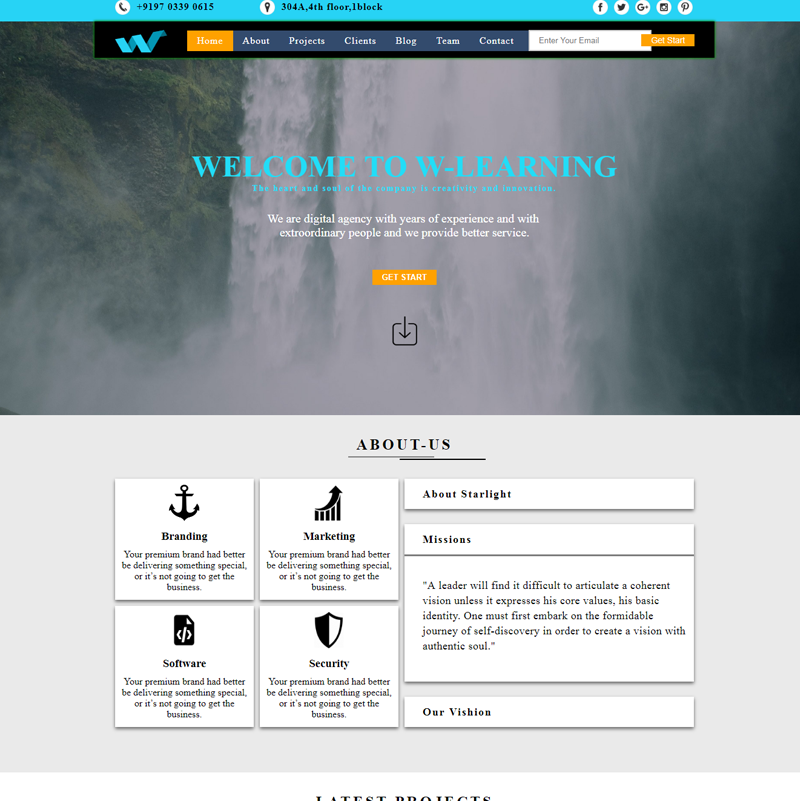 +9197 0339 0615
304A,4th floor,1block
Home About Projects Clients Blog Team Contact Enter Your Email Get Start
WELCOME TO W-LEARNING
The heart and soul of the company is creativity and innovation.
We are digital agency with years of experience and with
extroordinary people and we provide better service.
GET START
ABOUT-US
Branding
Your premium brand had better
be delivering something special,
or it's not going to get the
business.
Marketing
Your premium brand had better
be delivering something special,
or it's not going to get the
business.
Software
Your premium brand had better
be delivering something special,
or it's not going to get the
business.
Security
Your premium brand had better
be delivering something special,
or it's not going to get the
business.
About Starlight
Missions
"A leader will find it difficult to articulate a coherent
vision unless it expresses his core values, his basic
identity. One must first embark on the formidable
journey of self-discovery in order to create a vision with
authentic soul."
Our Vishion
LATEST PROJECTS